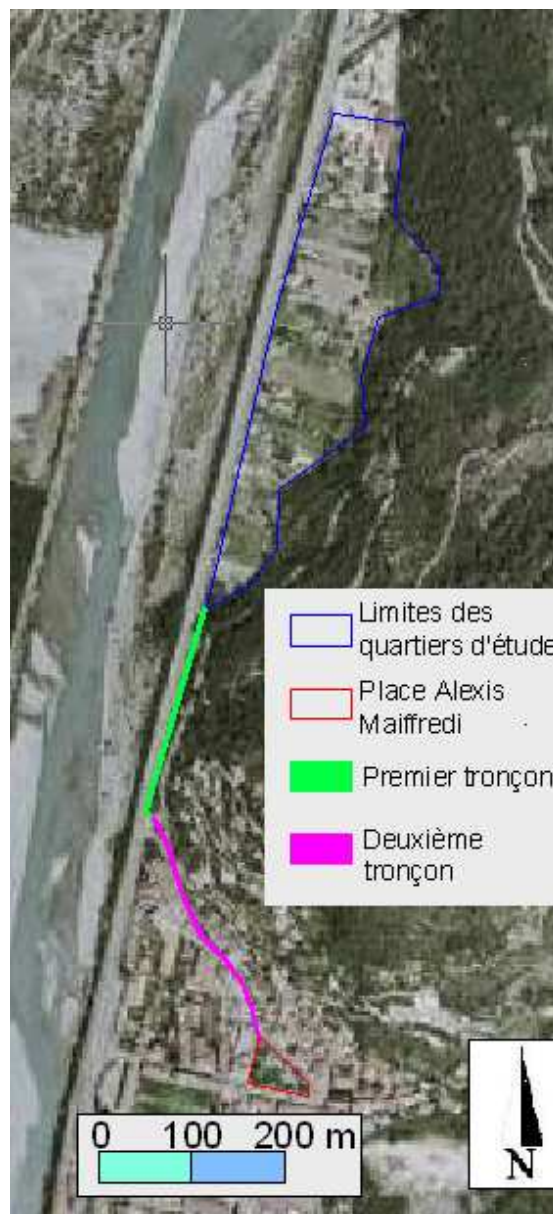 Limites des
quartiers d'étude
Place Alexis
Maiffredi
Premier tronçon
Deuxième
tronçon
0 100 200 m
N